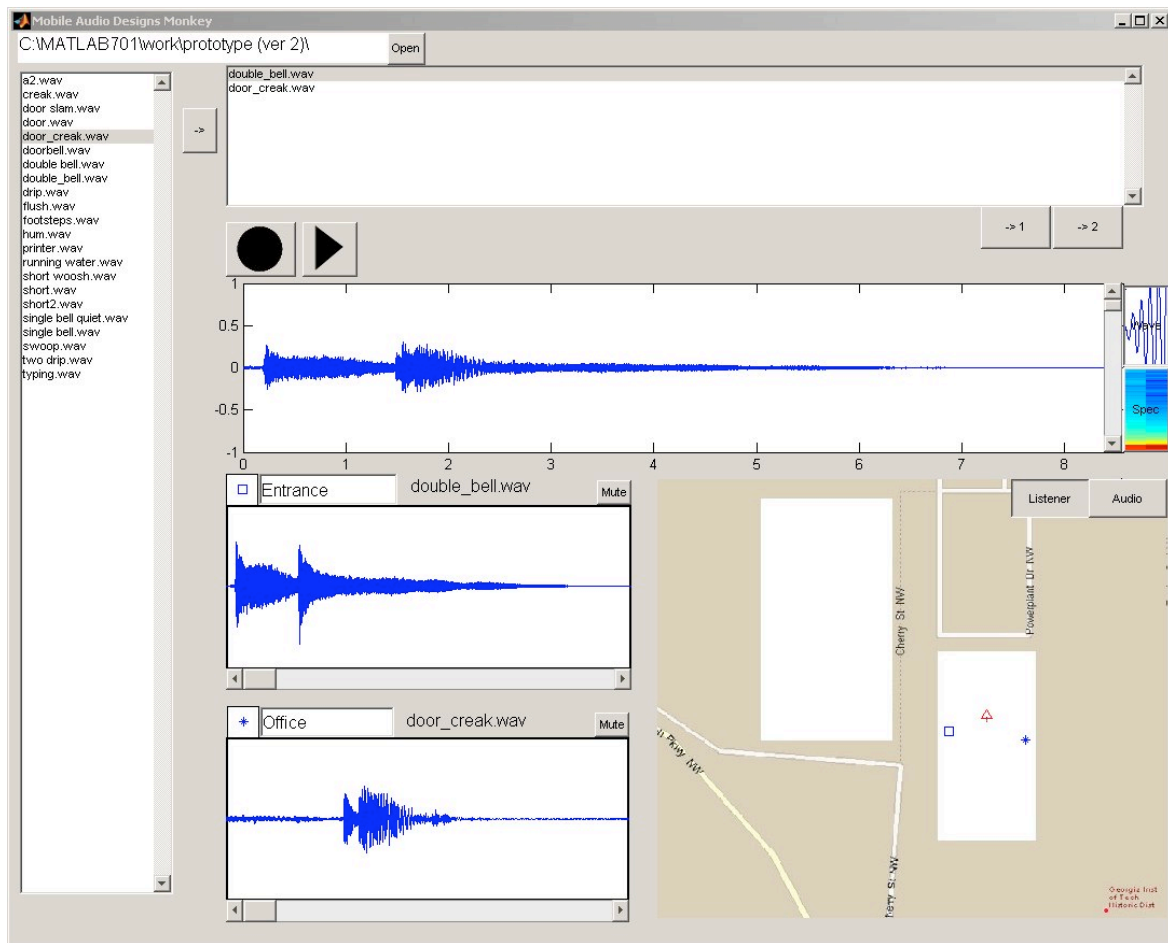 Mobile Audio Designs Monkey
C:\MATLAB701\work\prototype (ver 2)\
Open
a2.wav
creak.wav
door slam.wav
door.wav
door_creak.wav
doorbell.wav
double bell.wav
double_bell.wav
drip.wav
flush.wav
footsteps.wav
hum.wav
printer.wav
running water.wav
short woosh.wav
short.wav
short2.wav
single bell quiet.wav
single bell.wav
swoop.wav
two drip.wav
typing.wav
->
double_bell.wav
door_creak.wav
-> 1
-> 2
1
0.5
0
-0.5
-1
0 1 2 3 4 5 6 7 8
Wave
Spec
Entrance
double_bell.wav
Mute
Office
door_creak.wav
Mute
Listener
Audio
Cherry St NW
Powerplant Dr NW
Pkwy NW
Cherry St NW
Georgia Inst
of Tech
Historic Dist